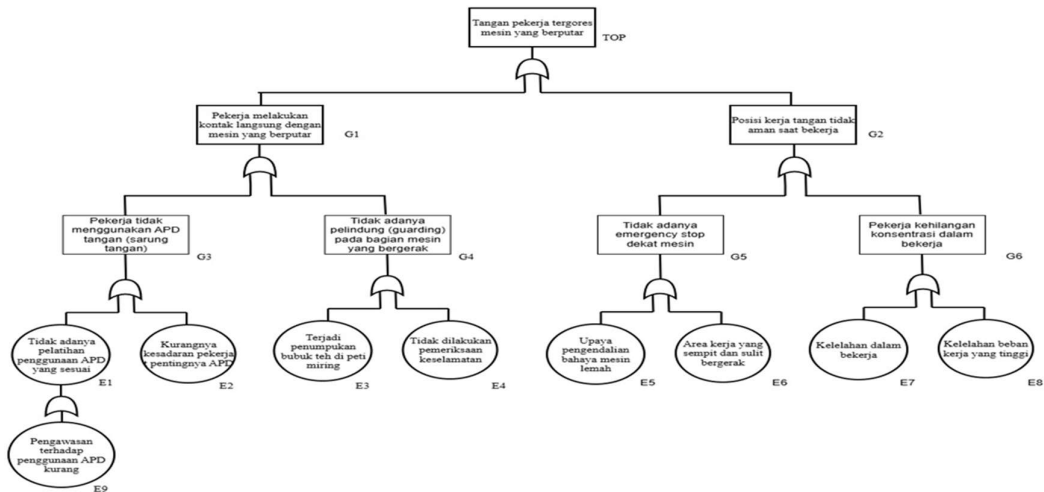 Tangan pekerja tergores
mesin yang berputar
TOP
Pekerja melakukan
kontak langsung dengan
mesin yang berputar
G1
Posisi kerja tangan tidak
aman saat bekerja
G2
Pekerja tidak
menggunakan APD
tangan (sarung
tangan)
G3
Tidak adanya
pelindung (guarding)
pada bagian mesin
yang bergerak
G4
Tidak adanya
emergency stop
dekat mesin
G5
Pekerja kehilangan
konsentrasi dalam
bekerja
G6
Tidak adanya
pelatihan
penggunaan APD
yang sesuai
E1
Kurangnya
kesadaran pekerja
pentingnya APD
E2
Terjadi
penumpukan
bubuk teh di peti
miring
E3
Tidak dilakukan
pemeriksaan
keselamatan
E4
Upaya
pengendalian
bahaya mesin
lemah
E5
Area kerja yang
sempit dan sulit
bergerak
E6
Kelelahan dalam
bekerja
E7
Kelelahan beban
kerja yang tinggi
E8
Pengawasan
terhadap
penggunaan APD
kurang
E9